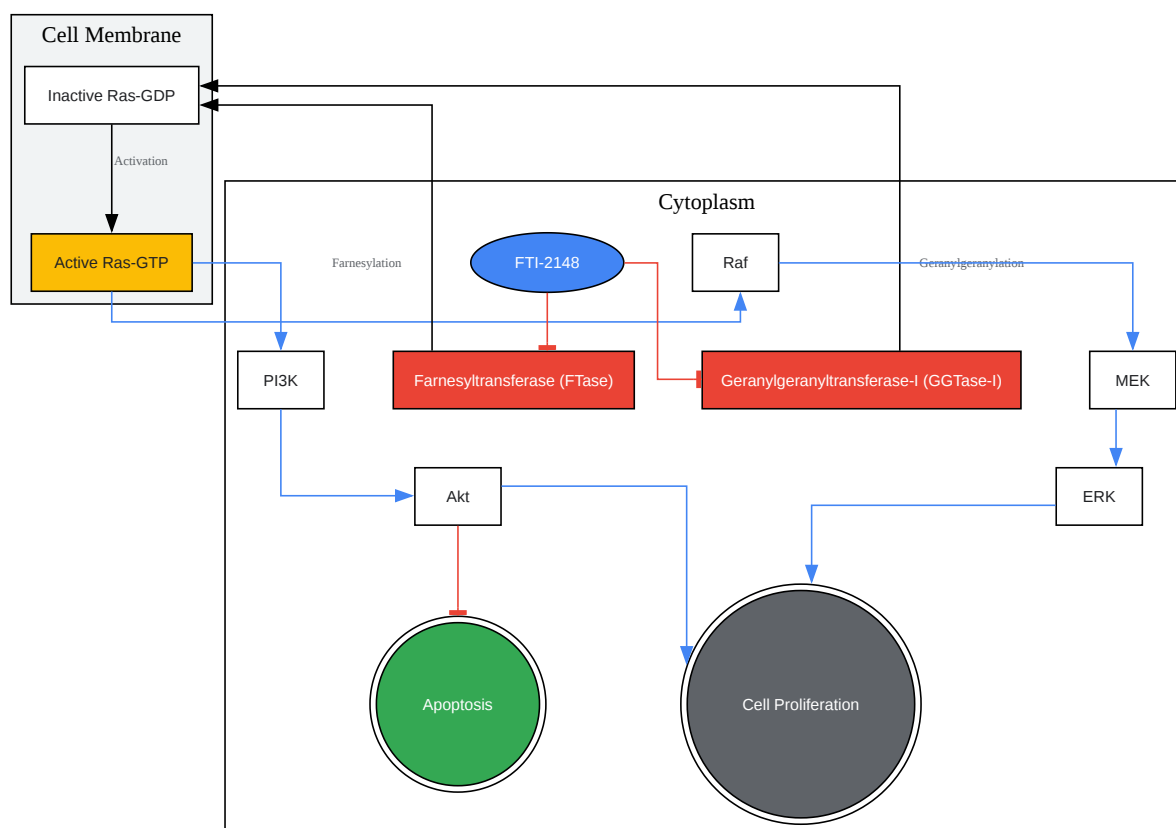 Cell Membrane
Inactive Ras-GDP
Activation
Cytoplasm
Active Ras-GTP
Farnesylation
FTI-2148
Raf
Geranylgeranylation
PI3K
Farnesyltransferase (FTase)
Geranylgeranyltransferase-I (GGTase-I)
MEK
Akt
ERK
Apoptosis
Cell Proliferation